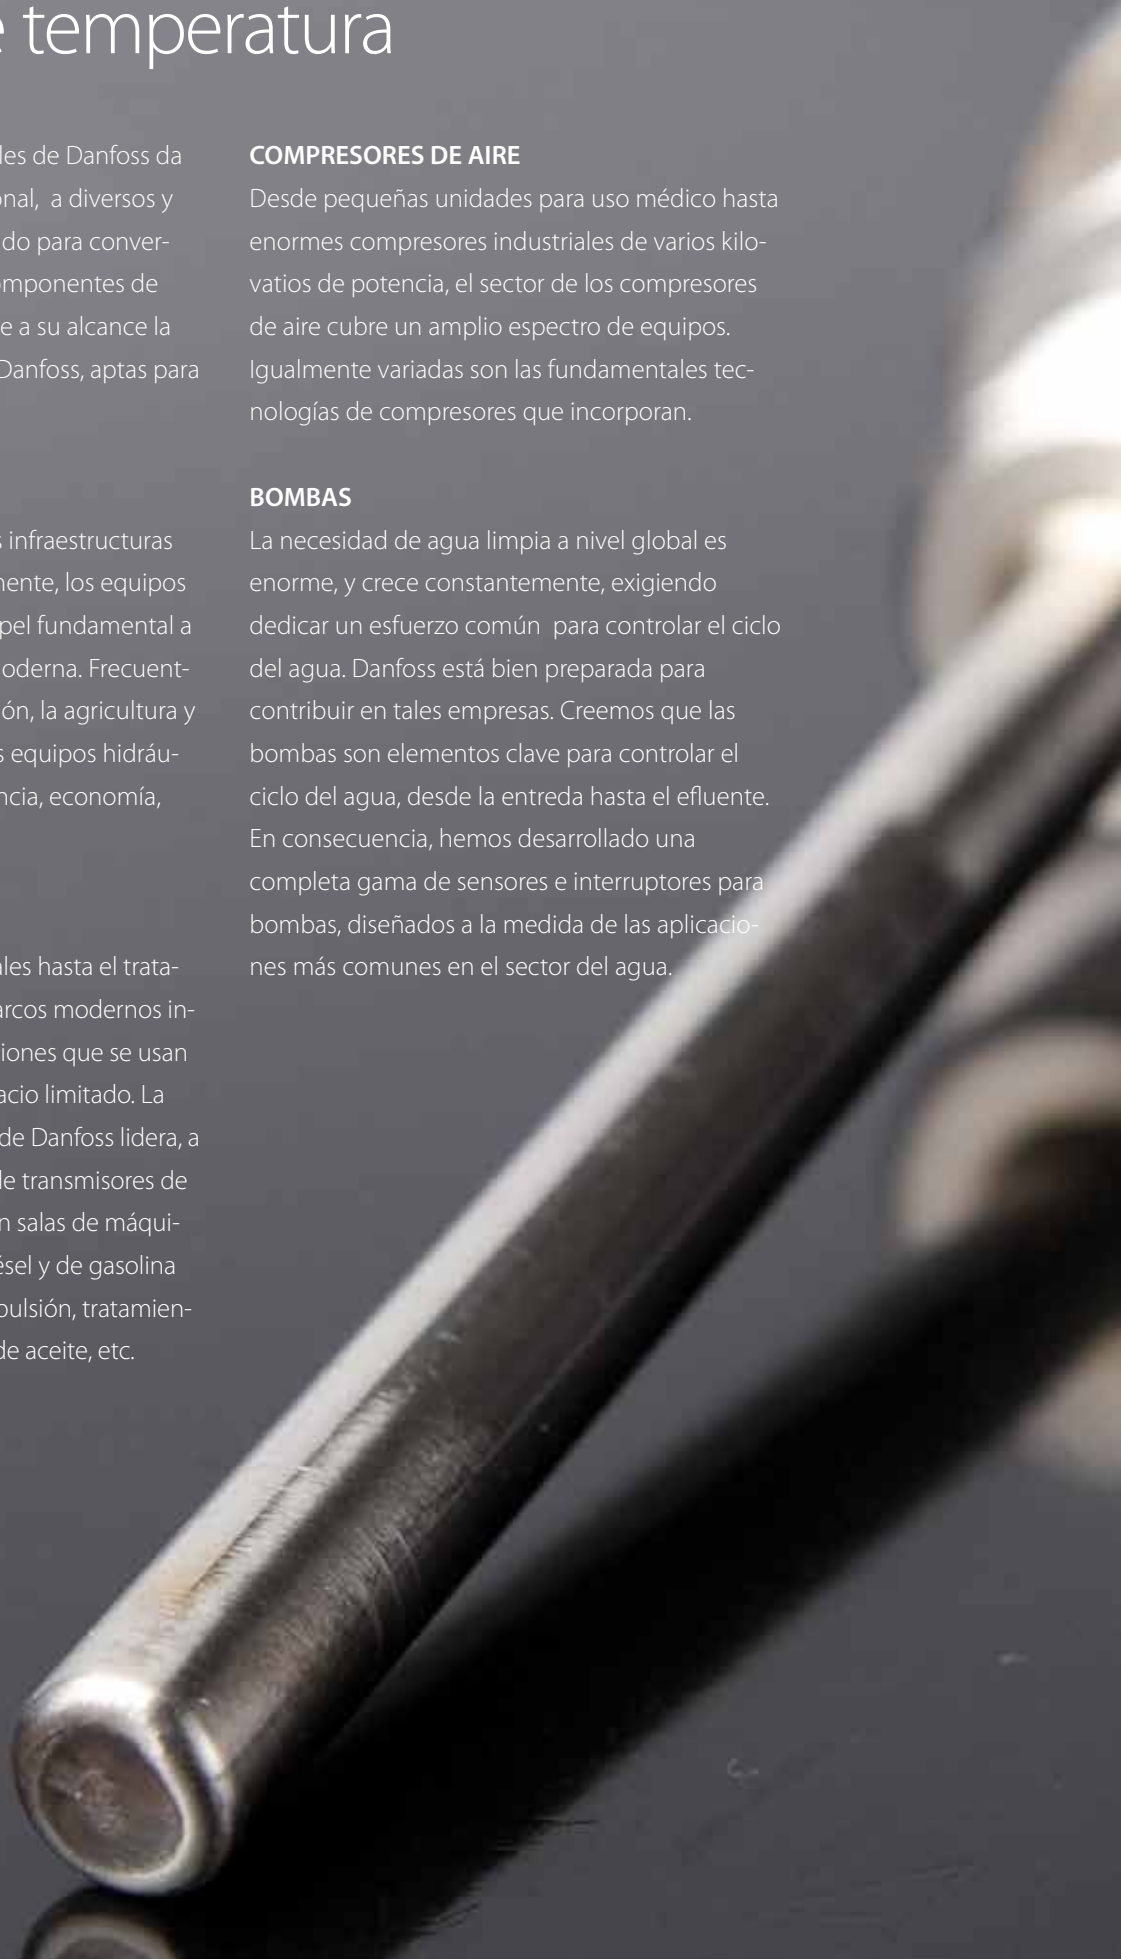 e temperatura
les de Danfoss da
onal, a diversos y
do para conver-
omponentes de
e a su alcance la
Danfoss, aptas para
s infraestructuras
mente, los equipos
pel fundamental a
oderna. Frecuent-
ón, la agricultura y
s equipos hidráu-
ncia, economía,
ales hasta el trata-
arcos modernos in-
iones que se usan
acio limitado. La
de Danfoss lidera, a
de transmisores de
n salas de máqui-
ésel y de gasolina
pulsión, tratamien-
de aceite, etc.
COMPRESORES DE AIRE
Desde pequeñas unidades para uso médico hasta
enormes compresores industriales de varios kilo-
vatios de potencia, el sector de los compresores
de aire cubre un amplio espectro de equipos.
Igualmente variadas son las fundamentales tec-
nologías de compresores que incorporan.
BOMBAS
La necesidad de agua limpia a nivel global es
enorme, y crece constantemente, exigiendo
dedicar un esfuerzo común  para controlar el ciclo
del agua. Danfoss está bien preparada para
contribuir en tales empresas. Creemos que las
bombas son elementos clave para controlar el
ciclo del agua, desde la entreda hasta el efluente.
En consecuencia, hemos desarrollado una
completa gama de sensores e interruptores para
bombas, diseñados a la medida de las aplicacio-
nes más comunes en el sector del agua.